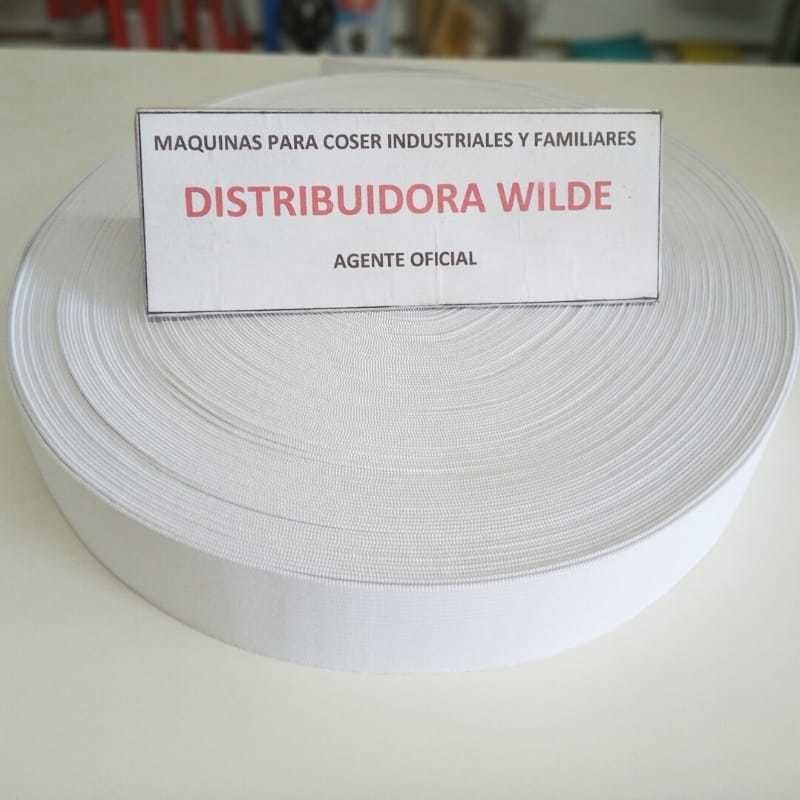 MAQUINAS PARA COSER INDUSTRIALES Y FAMILIARES
DISTRIBUIDORA WILDE
AGENTE OFICIAL